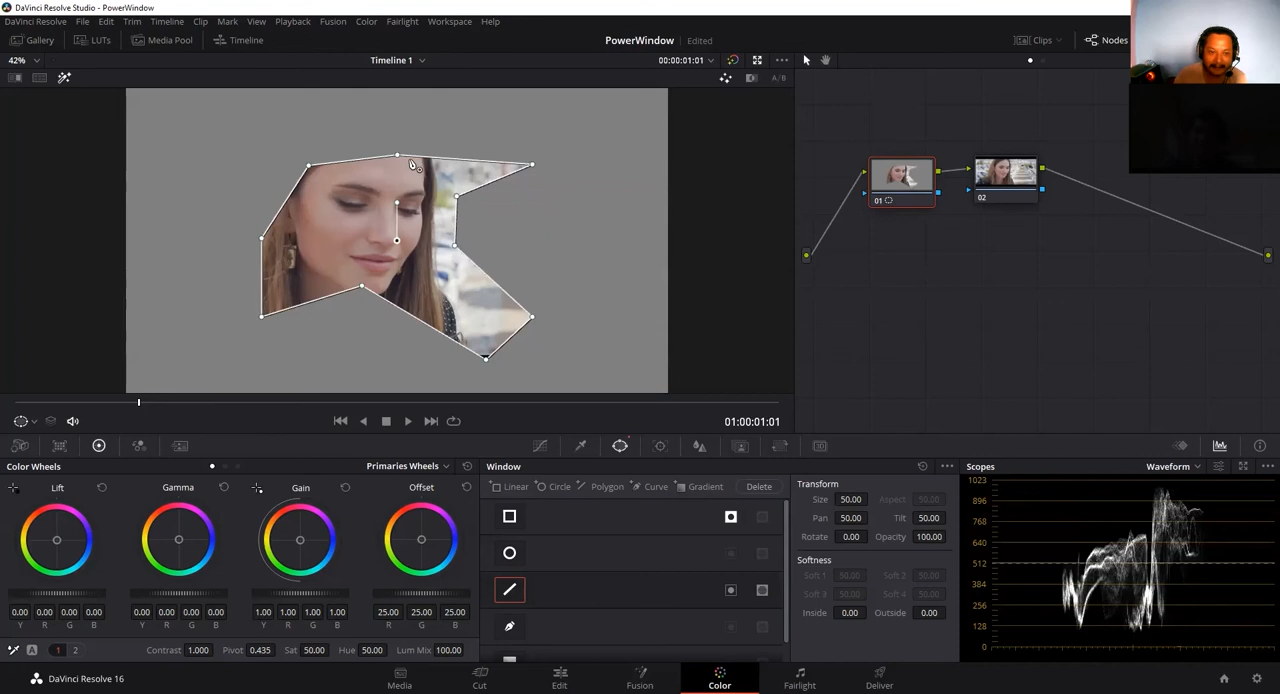 DaVinci Resolve Studio - PowerWindow
DaVinci Resolve File Edit Trim Timeline Clip Mark View Playback Fusion Color Fairlight Workspace Help
Gallery LUTs Media Pool Timeline PowerWindow Edited Clips Nodes
42% Timeline 1 00:00:01:01
A/B
01 02
01:00:01:01
Color Wheels Primaries Wheels Window Scopes Waveform
Lift Gamma Gain Offset
Linear Circle Polygon Curve Gradient Delete
Transform
Size 50.00 Aspect 50.00
Pan 50.00 Tilt 50.00
Rotate 0.00 Opacity 100.00
Softness
Soft 1 50.00 Soft 2 50.00
Soft 3 50.00 Soft 4 50.00
Inside 0.00 Outside 0.00
0.00 0.00 0.00 0.00 0.00 0.00 0.00 0.00 1.00 1.00 1.00 1.00 25.00 25.00 25.00
Y R G B Y R G B Y R G B R G B
A 1 2 Contrast 1.000 Pivot 0.435 Sat 50.00 Hue 50.00 Lum Mix 100.00
1023
896
768
640
512
384
256
128
0
DaVinci Resolve 16 Media Cut Edit Fusion Color Fairlight Deliver